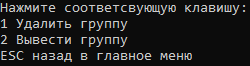 Нажмите соответсвующую клавишу:
1 Удалить группу
2 Вывести группу
ESC назад в главное меню